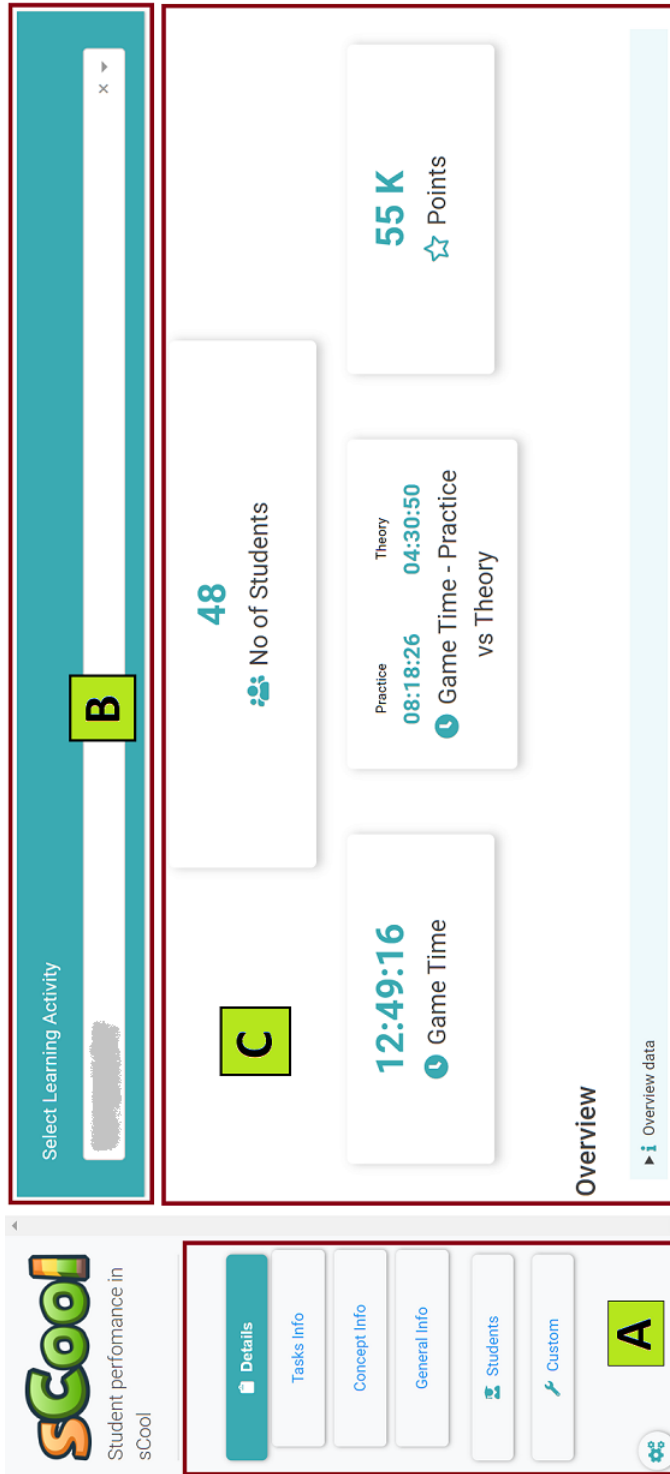 sCool
Student perfomance in
sCool
Details
Tasks Info
Concept Info
General Info
Students
Custom
A
Select Learning Activity
×
B
C
48
No of Students
12:49:16
Game Time
Practice Theory
08:18:26 04:30:50
Game Time - Practice
vs Theory
55 K
Points
Overview
i Overview data